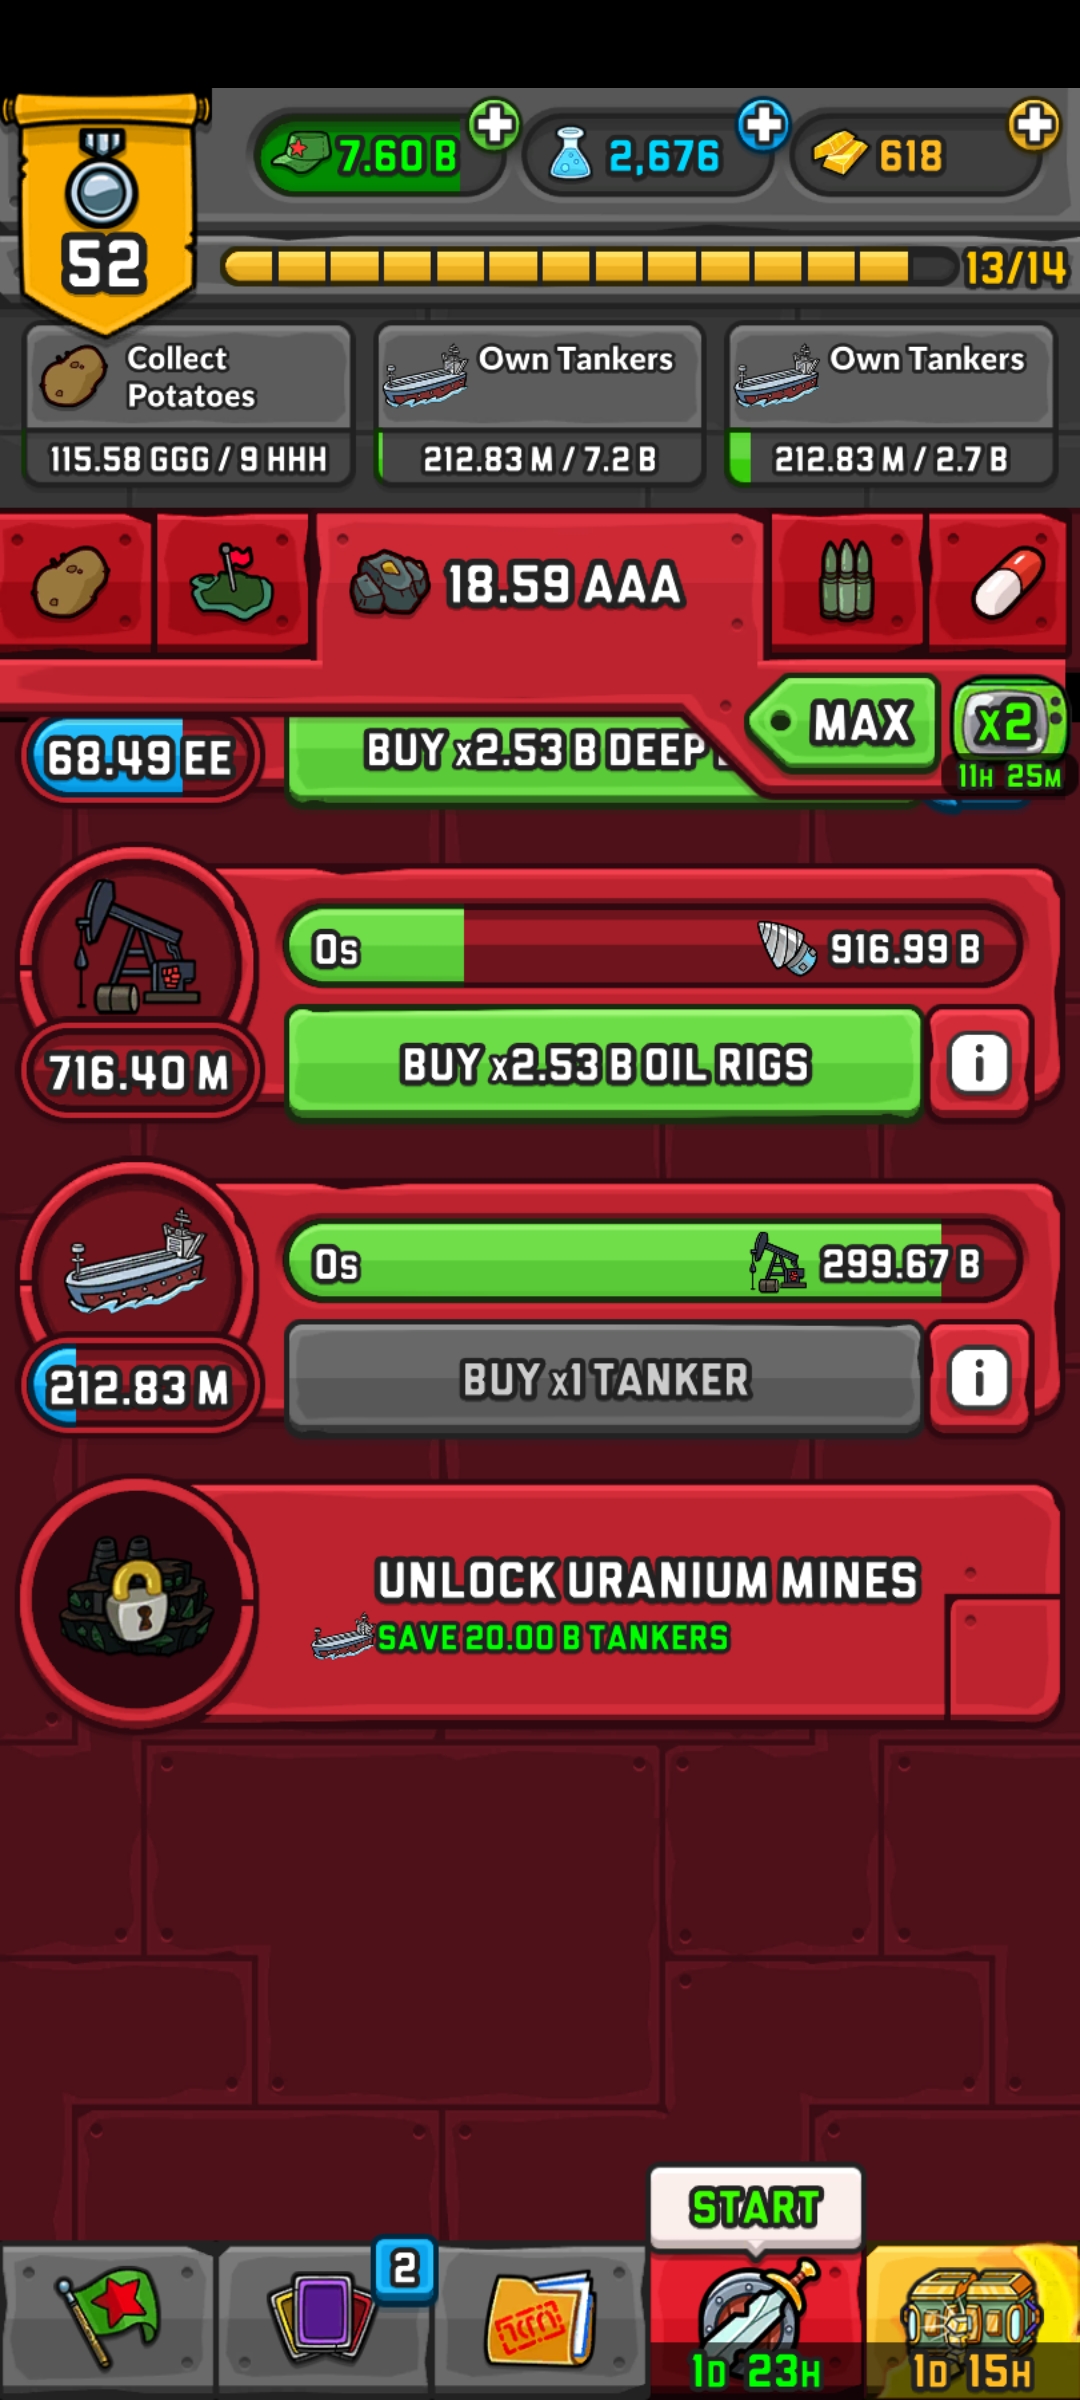 7.60 B
2,676
618
52
13/14
Collect
Potatoes
115.58 GGG / 9 HHH
Own Tankers
212.83 M / 7.2 B
Own Tankers
212.83 M / 2.7 B
18.59 AAA
MAX
x2
11H 25M
68.49 EE
BUY x2.53 B DEEP
0s
916.99 B
716.40 M
BUY x2.53 B OIL RIGS
i
0s
299.67 B
212.83 M
BUY x1 TANKER
i
UNLOCK URANIUM MINES
SAVE 20.00 B TANKERS
START
2
1D 23H
1D 15H